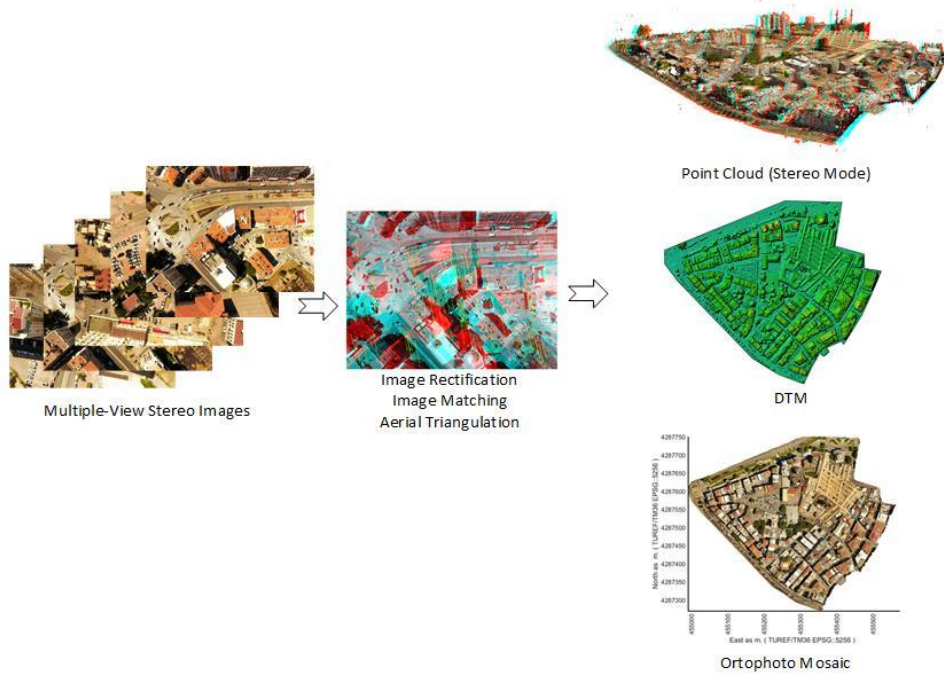 Point Cloud (Stereo Mode)
Multiple-View Stereo Images
Image Rectification
Image Matching
Aerial Triangulation
DTM
4287750
4287700
4287650
4287600
4287550
4287500
4287450
4287400
4287350
4287300
North as m. ( TUREF/TM36 EPSG::5256 )
455000
455100
455200
455300
455400
455500
East as m. ( TUREF/TM36 EPSG::5256 )
Ortophoto Mosaic